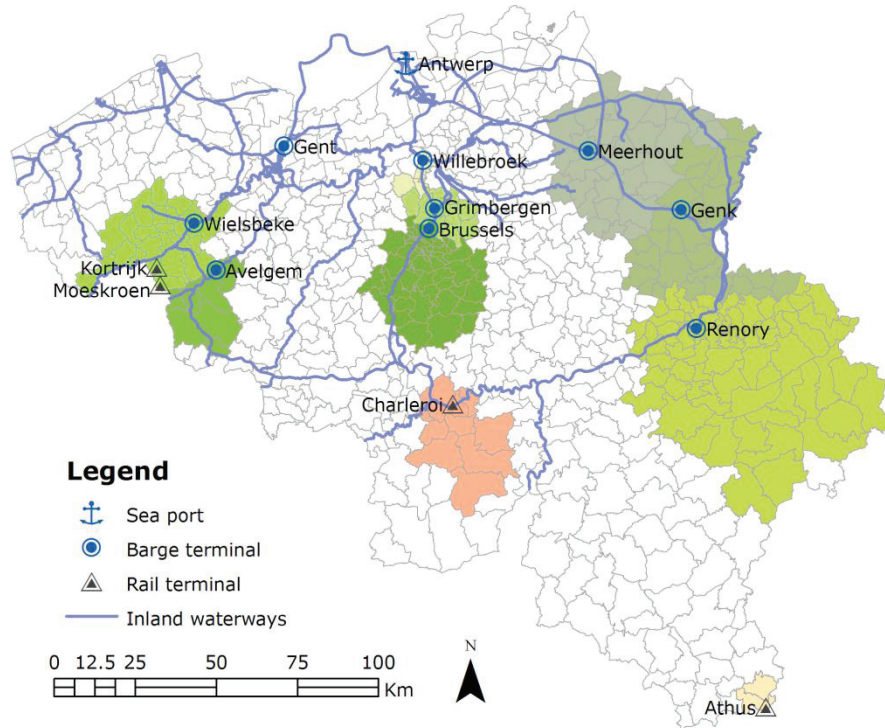 Antwerp
Gent
Willebroek
Meerhout
Grimbergen
Genk
Wielsbeke
Brussels
Kortrijk
Avelgem
Moeskroen
Renory
Charleroi
Legend
Sea port
Barge terminal
Rail terminal
Inland waterways
0 12.5 25 50 75 100
Km
N
Athus